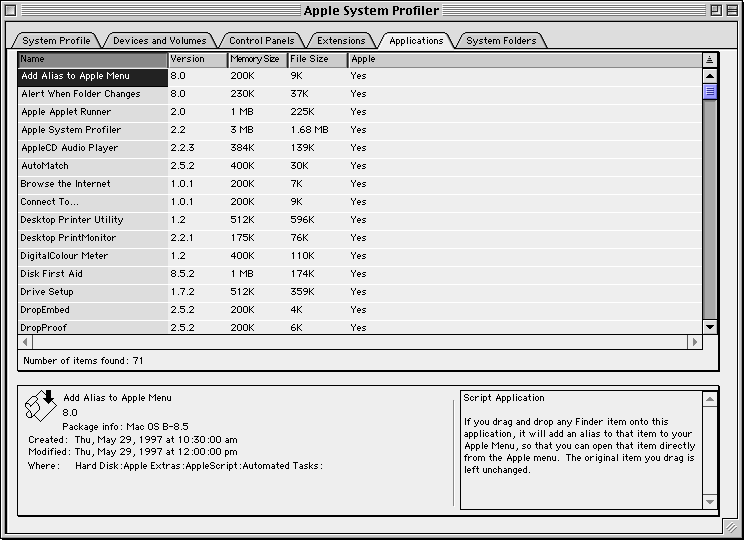 Apple System Profiler
System Profile Devices and Volumes Control Panels Extensions Applications System Folders
Name Version Memory Size File Size Apple
Add Alias to Apple Menu 8.0 200K 9K Yes
Alert When Folder Changes 8.0 230K 37K Yes
Apple Applet Runner 2.0 1 MB 225K Yes
Apple System Profiler 2.2 3 MB 1.68 MB Yes
AppleCD Audio Player 2.2.3 384K 139K Yes
AutoMatch 2.5.2 400K 30K Yes
Browse the Internet 1.0.1 200K 7K Yes
Connect To... 1.0.1 200K 9K Yes
Desktop Printer Utility 1.2 512K 596K Yes
Desktop PrintMonitor 2.2.1 175K 76K Yes
DigitalColour Meter 1.2 400K 110K Yes
Disk First Aid 8.5.2 1 MB 174K Yes
Drive Setup 1.7.2 512K 359K Yes
DropEmbed 2.5.2 200K 4K Yes
DropProof 2.5.2 200K 6K Yes
Number of items found: 71
Add Alias to Apple Menu
8.0
Package info: Mac OS B-8.5
Created: Thu, May 29, 1997 at 10:30:00 am
Modified: Thu, May 29, 1997 at 12:00:00 pm
Where: Hard Disk:Apple Extras:AppleScript:Automated Tasks:
Script Application
If you drag and drop any Finder item onto this
application, it will add an alias to that item to your
Apple Menu, so that you can open that item directly
from the Apple menu. The original item you drag is
left unchanged.